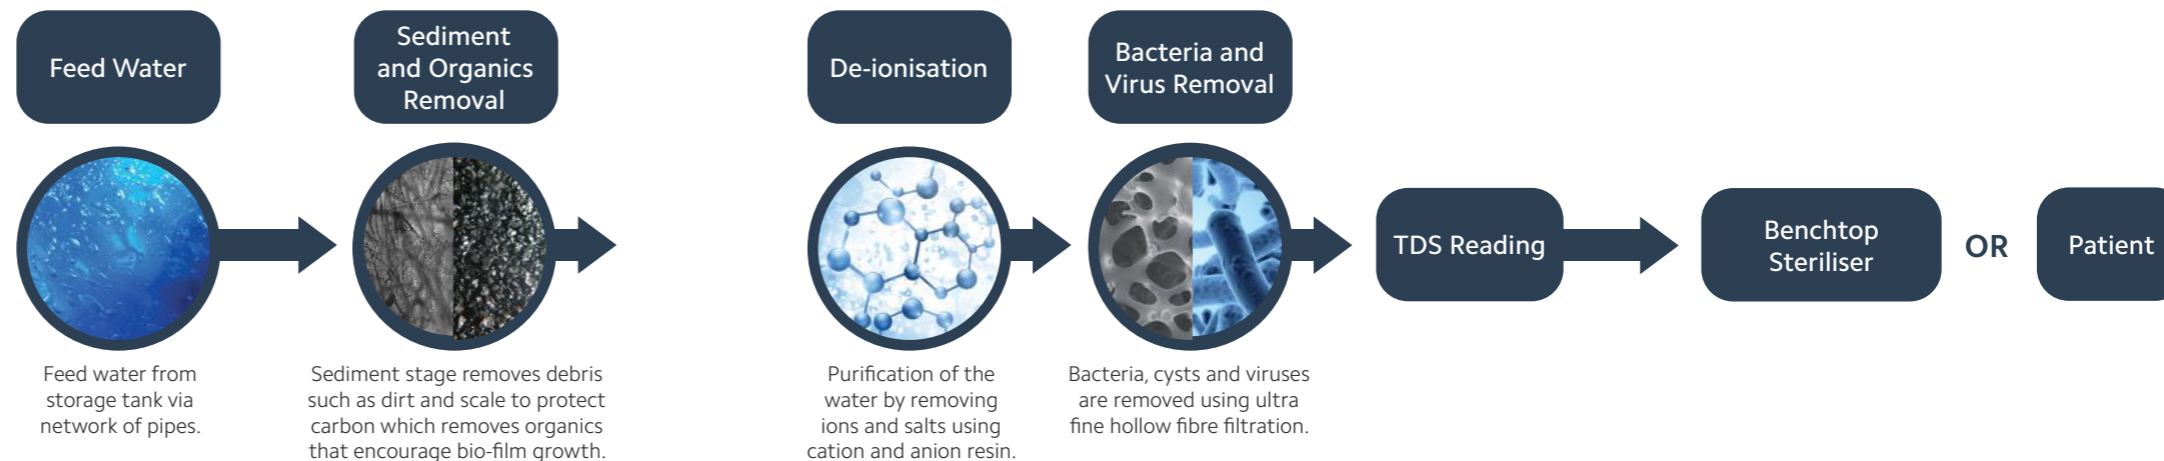 Feed Water
Sediment
and Organics
Removal
De-ionisation
Bacteria and
Virus Removal
TDS Reading
Benchtop
Steriliser
OR
Patient
Feed water from
storage tank via
network of pipes.
Sediment stage removes debris
such as dirt and scale to protect
carbon which removes organics
that encourage bio-film growth.
Purification of the
water by removing
ions and salts using
cation and anion resin.
Bacteria, cysts and viruses
are removed using ultra
fine hollow fibre filtration.